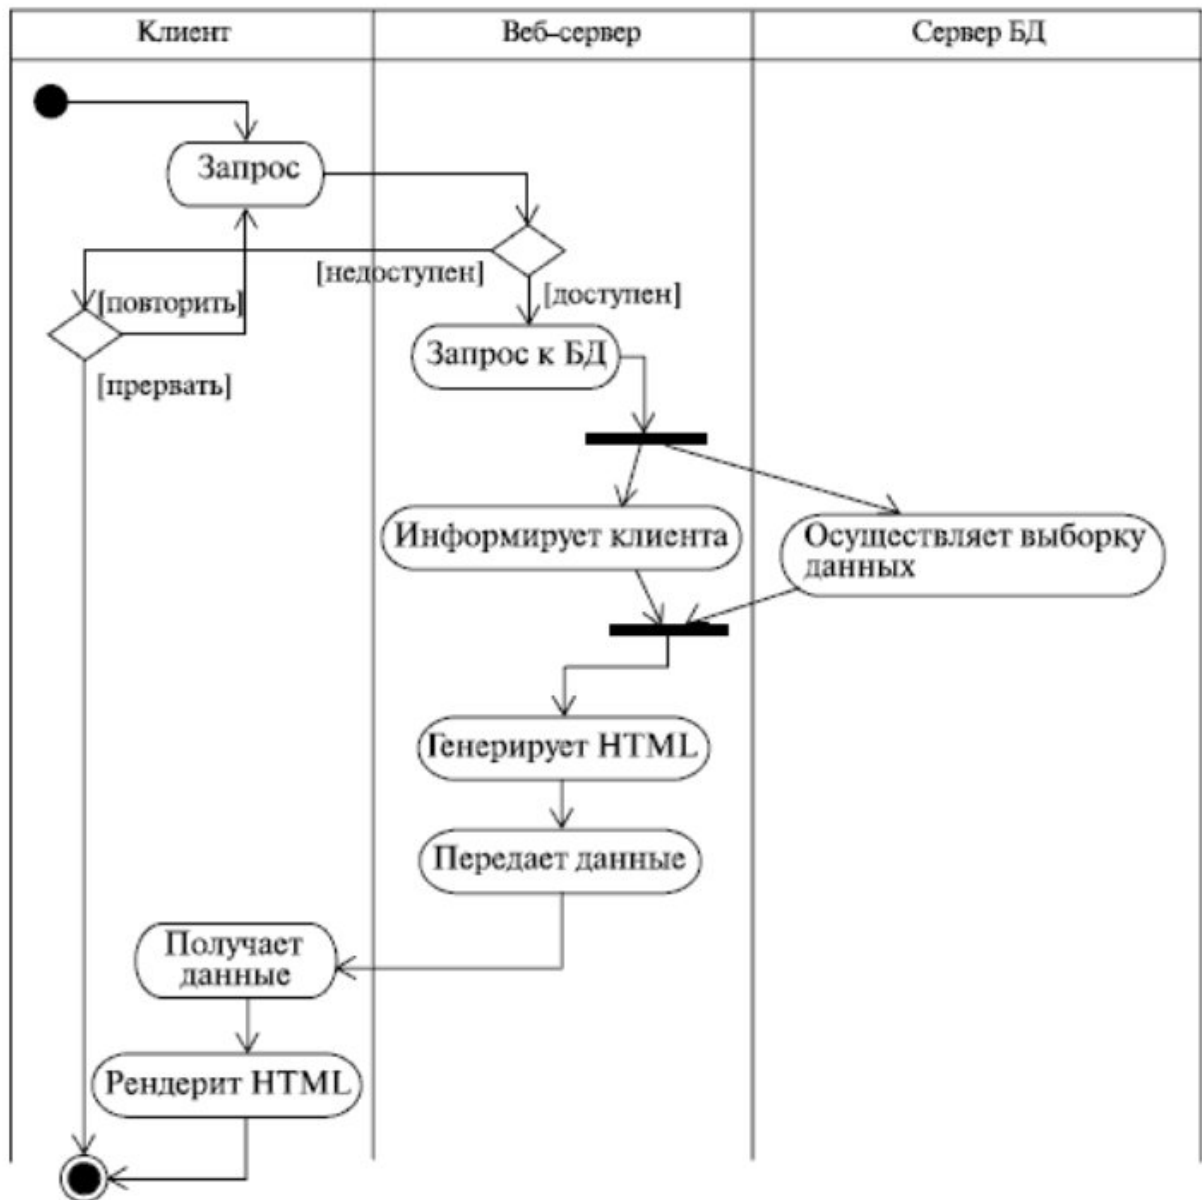 Клиент
Веб-сервер
Сервер БД
Запрос
[недоступен]
[доступен]
[повторить]
Запрос к БД
[прервать]
Информирует клиента
Осуществляет выборку
данных
Генерирует HTML
Передает данные
Получает
данные
Рендерит HTML